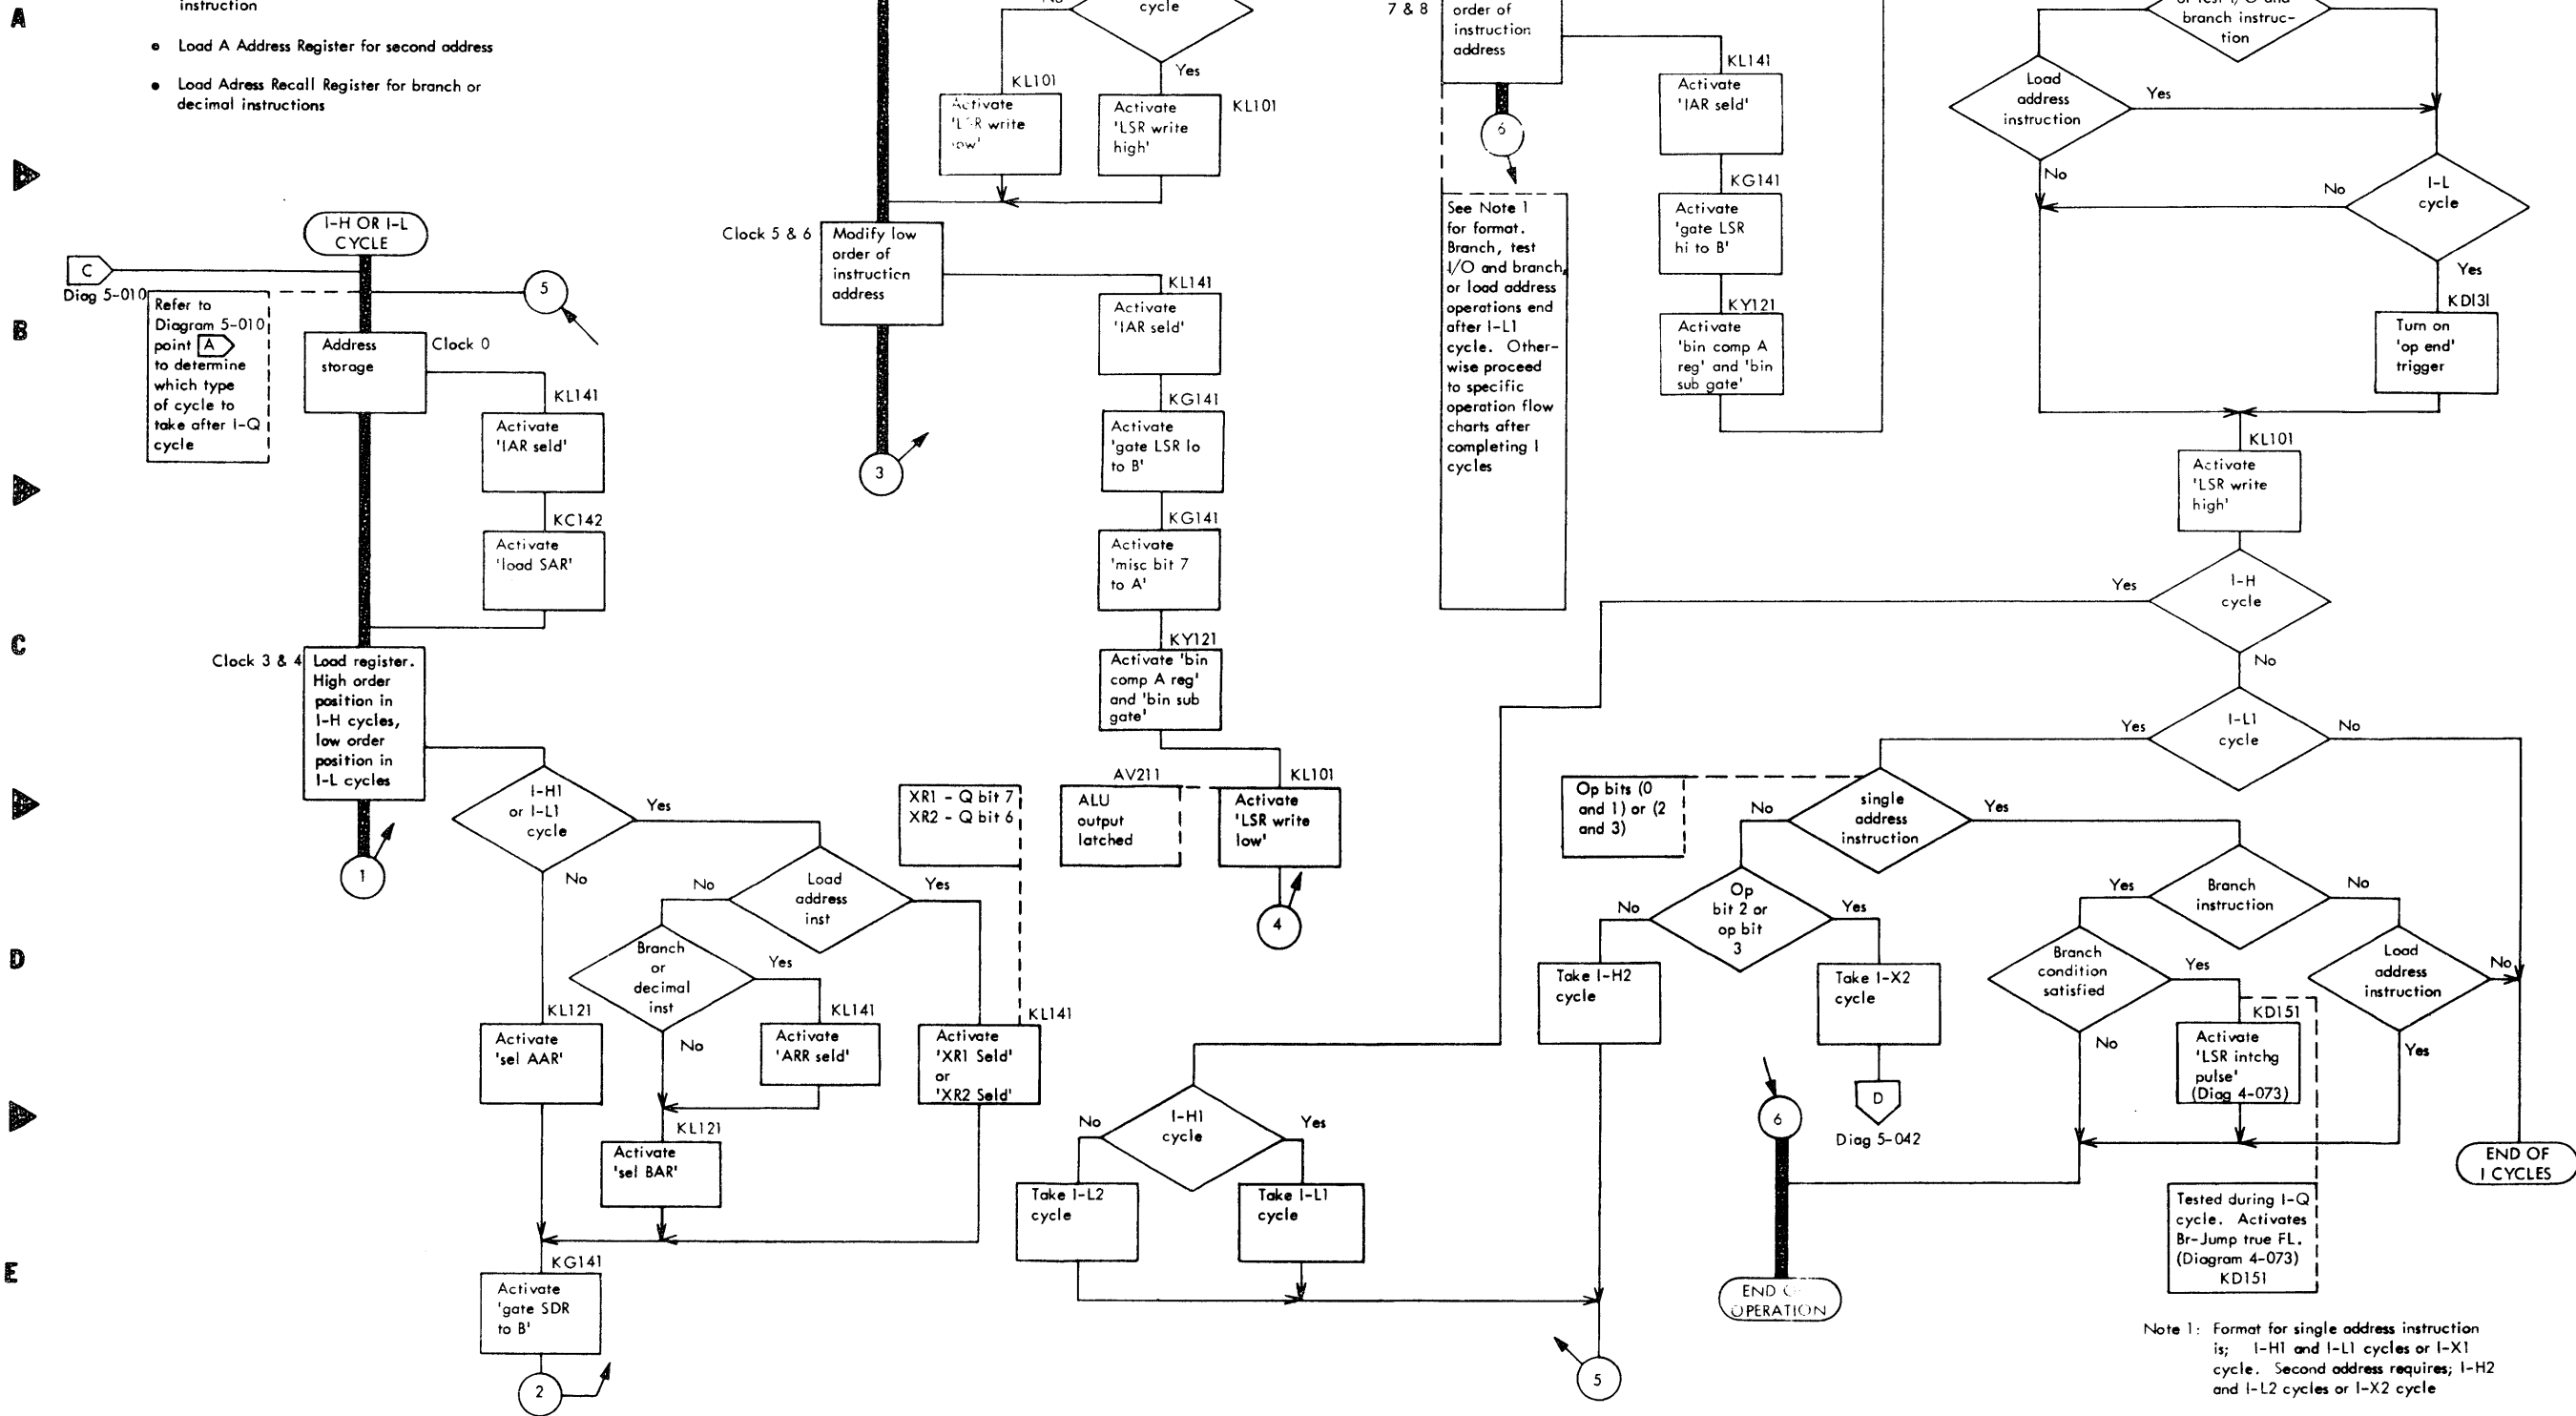 A
instruction
• Load A Address Register for second address
• Load Adress Recall Register for branch or
decimal instructions
No
cycle
Yes
KL101
Activate
'LSR write
low'
Activate
'LSR write
high'
KL101
7 & 8
order of
instruction
address
6
KL141
Activate
'IAR seld'
KG141
Activate
'gate LSR
hi to B'
KY121
Activate
'bin comp A
reg' and 'bin
sub gate'
See Note 1
for format.
Branch, test
I/O and branch,
or load address
operations end
after I-L1
cycle. Other-
wise proceed
to specific
operation flow
charts after
completing I
cycles
or test I/O and
branch instruc-
tion
Load
address
instruction
Yes
No
No
I-L
cycle
Yes
KD131
Turn on
'op end'
trigger
KL101
Activate
'LSR write
high'
I-H
cycle
Yes
No
I-L1
cycle
Yes
No
B
I-H OR I-L
CYCLE
C
Diag 5-010
Refer to
Diagram 5-010
point A
to determine
which type
of cycle to
take after I-Q
cycle
5
Address
storage
Clock 0
KL141
Activate
'IAR seld'
KC142
Activate
'load SAR'
Clock 5 & 6
Modify low
order of
instruction
address
3
KL141
Activate
'IAR seld'
KG141
Activate
'gate LSR lo
to B'
KG141
Activate
'misc bit 7
to A'
KY121
Activate 'bin
comp A reg'
and 'bin sub
gate'
AV211
ALU
output
latched
KL101
Activate
'LSR write
low'
4
C
Clock 3 & 4
Load register.
High order
position in
I-H cycles,
low order
position in
I-L cycles
1
I-H1
or I-L1
cycle
Yes
No
XR1 - Q bit 7
XR2 - Q bit 6
Load
address
inst
No
Yes
D
Branch
or
decimal
inst
Yes
No
KL121
Activate
'sel AAR'
KL141
Activate
'ARR seld'
KL141
Activate
'XR1 Seld'
or
'XR2 Seld'
KL121
Activate
'sel BAR'
E
KG141
Activate
'gate SDR
to B'
2
Op bits (0
and 1) or (2
and 3)
single
address
instruction
No
Yes
Op
bit 2 or
op bit
3
No
Yes
Take I-H2
cycle
Take I-X2
cycle
D
Diag 5-042
Branch
instruction
Yes
No
Branch
condition
satisfied
Yes
No
Load
address
instruction
No
Yes
KD151
Activate
'LSR intchg
pulse'
(Diag 4-073)
I-H1
cycle
No
Yes
Take I-L2
cycle
Take I-L1
cycle
5
6
END OF
I CYCLES
Tested during I-Q
cycle. Activates
Br-Jump true FL.
(Diagram 4-073)
KD151
END
OPERATION
Note 1: Format for single address instruction
is; I-H1 and I-L1 cycles or I-X1
cycle. Second address requires; I-H2
and I-L2 cycles or I-X2 cycle